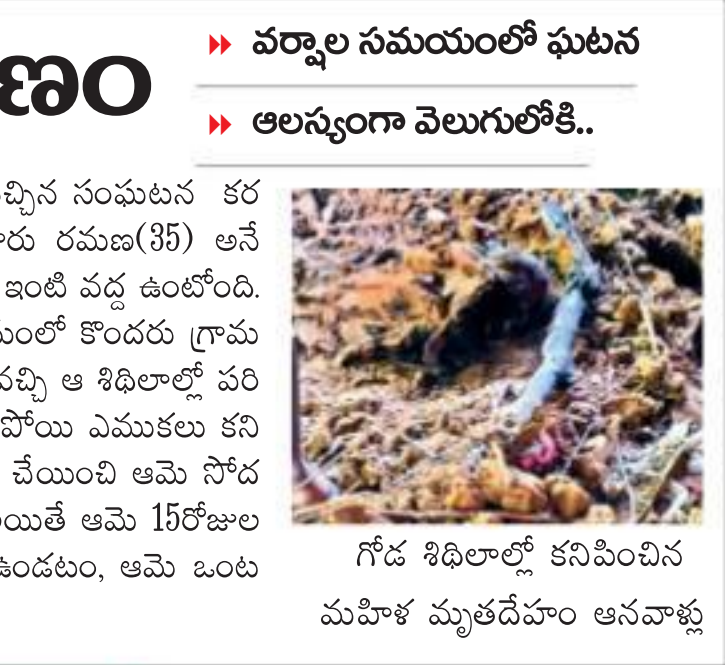 ణం
వర్షాల సమయంలో ఘటన
ఆలస్యంగా వెలుగులోకి..
చ్చిన సంఘటన కర
రు రమణ(35) అనే
ఇంటి వద్ద ఉంటోంది.
లో కొందరు గ్రామ
వచ్చి ఆ శిథిలాల్లో పరి
పోయి ఎముకలు కని
చేయించి ఆమె సోద
యితే ఆమె 15రోజుల
ఉండటం, ఆమె ఒంట
గోడ శిథిలాల్లో కనిపించిన
మహిళ మృతదేహం ఆనవాళ్లు